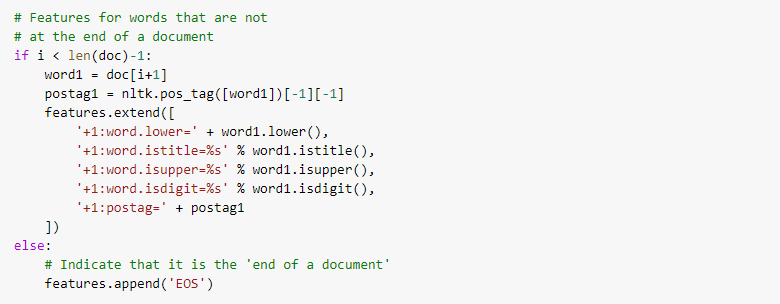 # Features for words that are not
# at the end of a document
if i < len(doc)-1:
    word1 = doc[i+1]
    postag1 = nltk.pos_tag([word1])[-1][-1]
    features.extend([
        '+1:word.lower=' + word1.lower(),
        '+1:word.istitle=%s' % word1.istitle(),
        '+1:word.isupper=%s' % word1.isupper(),
        '+1:word.isdigit=%s' % word1.isdigit(),
        '+1:postag=' + postag1
    ])
else:
    # Indicate that it is the 'end of a document'
    features.append('EOS')